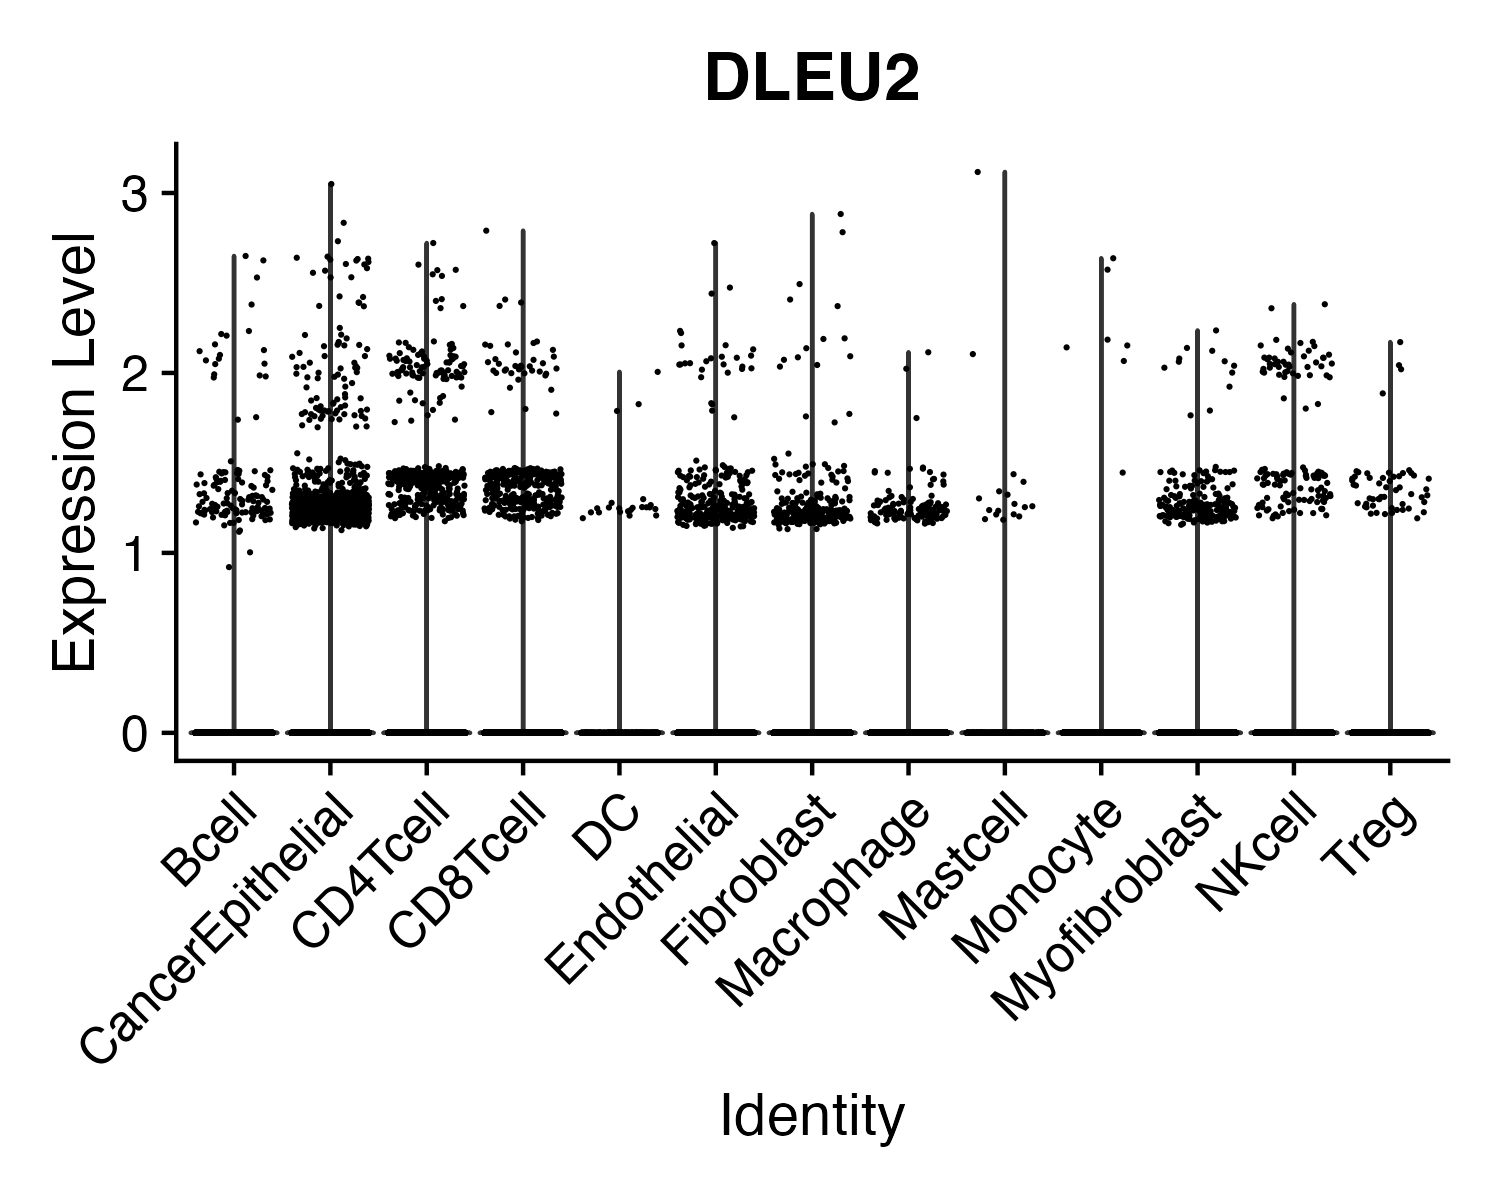 DLEU2
Expression Level
3
2
1
0
Bcell
CancerEpithelial
CD4Tcell
CD8Tcell
DC
Endothelial
Fibroblast
Macrophage
Mastcell
Monocyte
Myofibroblast
NKcell
Treg
Identity